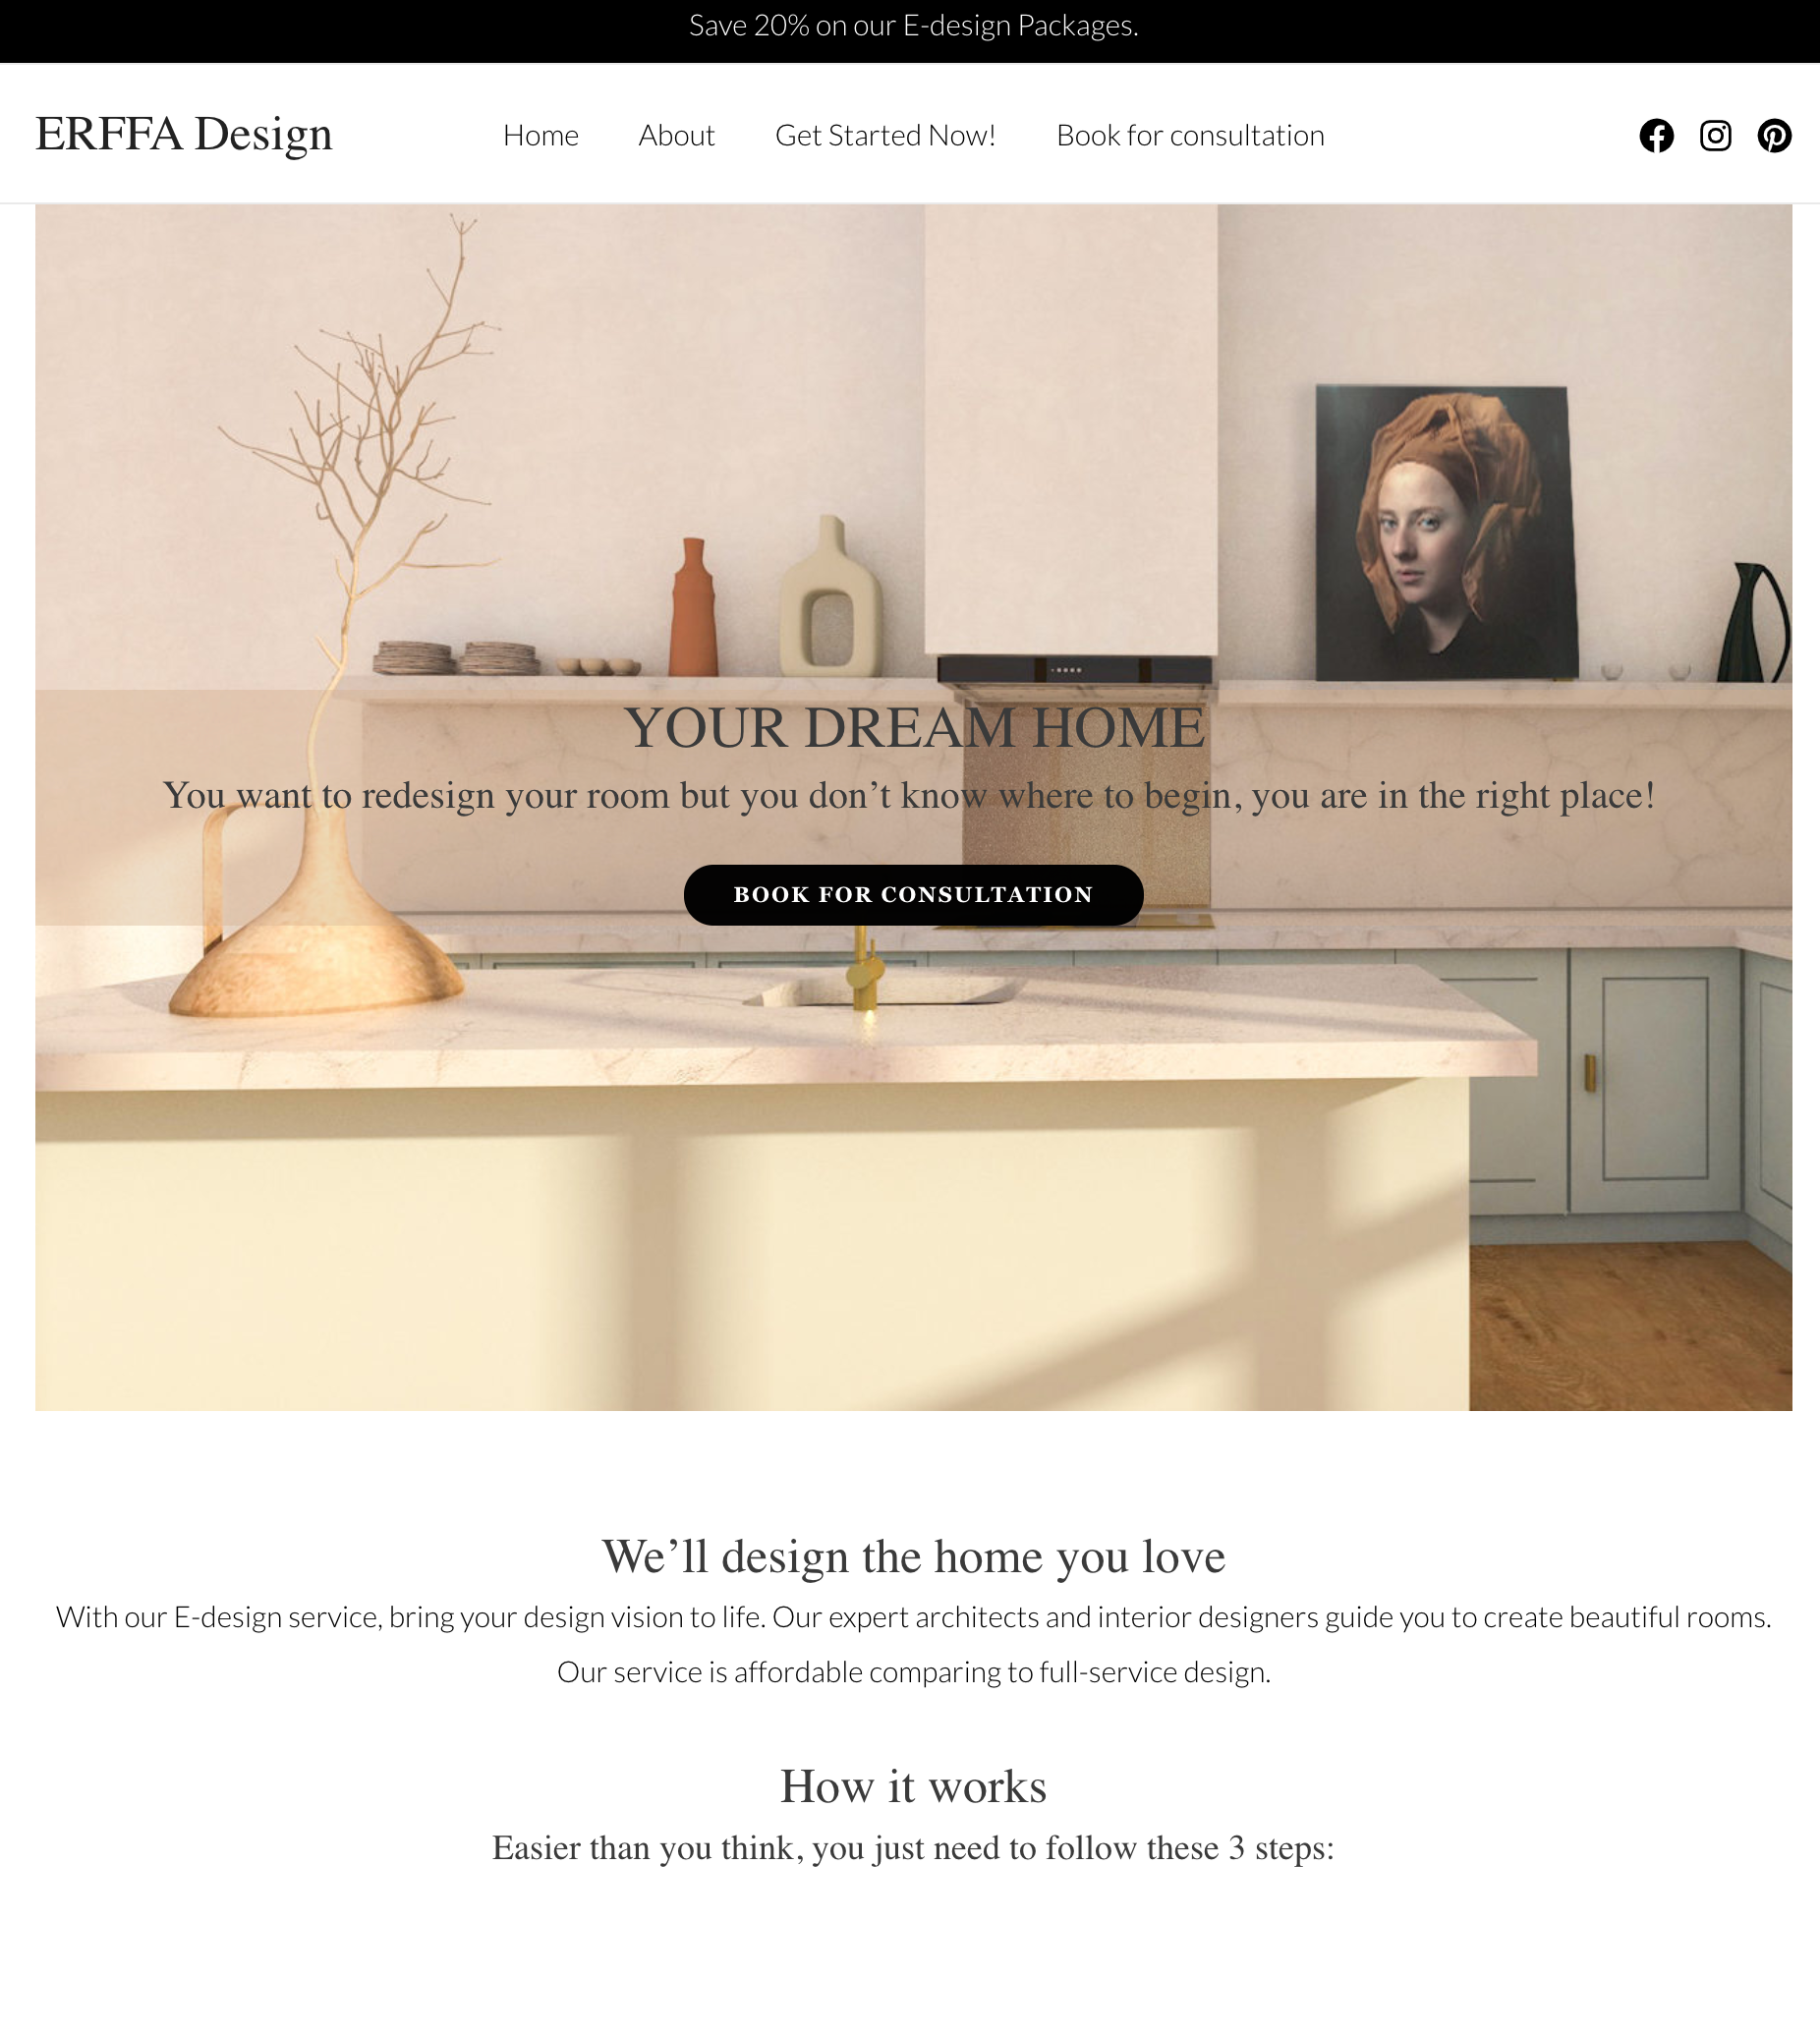 Save 20% on our E-design Packages.
ERFFA Design
Home
About
Get Started Now!
Book for consultation
YOUR DREAM HOME
You want to redesign your room but you don’t know where to begin, you are in the right place!
BOOK FOR CONSULTATION
We’ll design the home you love
With our E-design service, bring your design vision to life. Our expert architects and interior designers guide you to create beautiful rooms.
Our service is affordable comparing to full-service design.
How it works
Easier than you think, you just need to follow these 3 steps: